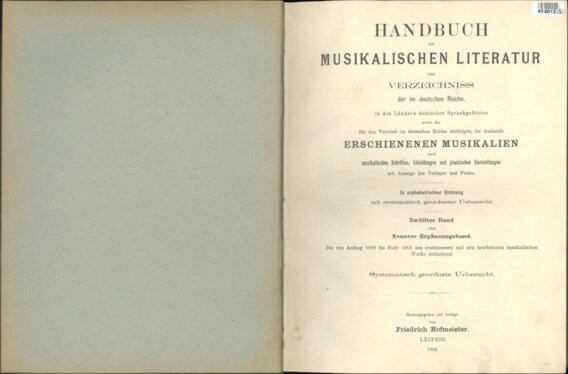 Kf-0012
HANDBUCH
der
MUSIKALISCHEN LITERATUR
oder
VERZEICHNISS
der im deutschen Reiche,
in den Ländern deutschen Sprachgebietes
sowie der
für den Vertrieb im deutschen Reiche wichtigen, im Auslande
ERSCHIENENEN MUSIKALIEN
auch
musikalischen Schriften, Abbildungen und plastischen Darstellungen
mit Anzeige der Verleger und Preise.
In alphabetischer Ordnung
mit systematisch geordneter Uebersicht.
Zwölfter Band
oder
Neunter Ergänzungsband.
Die von Anfang 1898 bis Ende 1903 neu erschienenen und neu bearbeiteten musikalischen
Werke enthaltend.
Systematisch geordnete Uebersicht.
Herausgegeben und verlegt
von
Friedrich Hofmeister,
LEIPZIG.